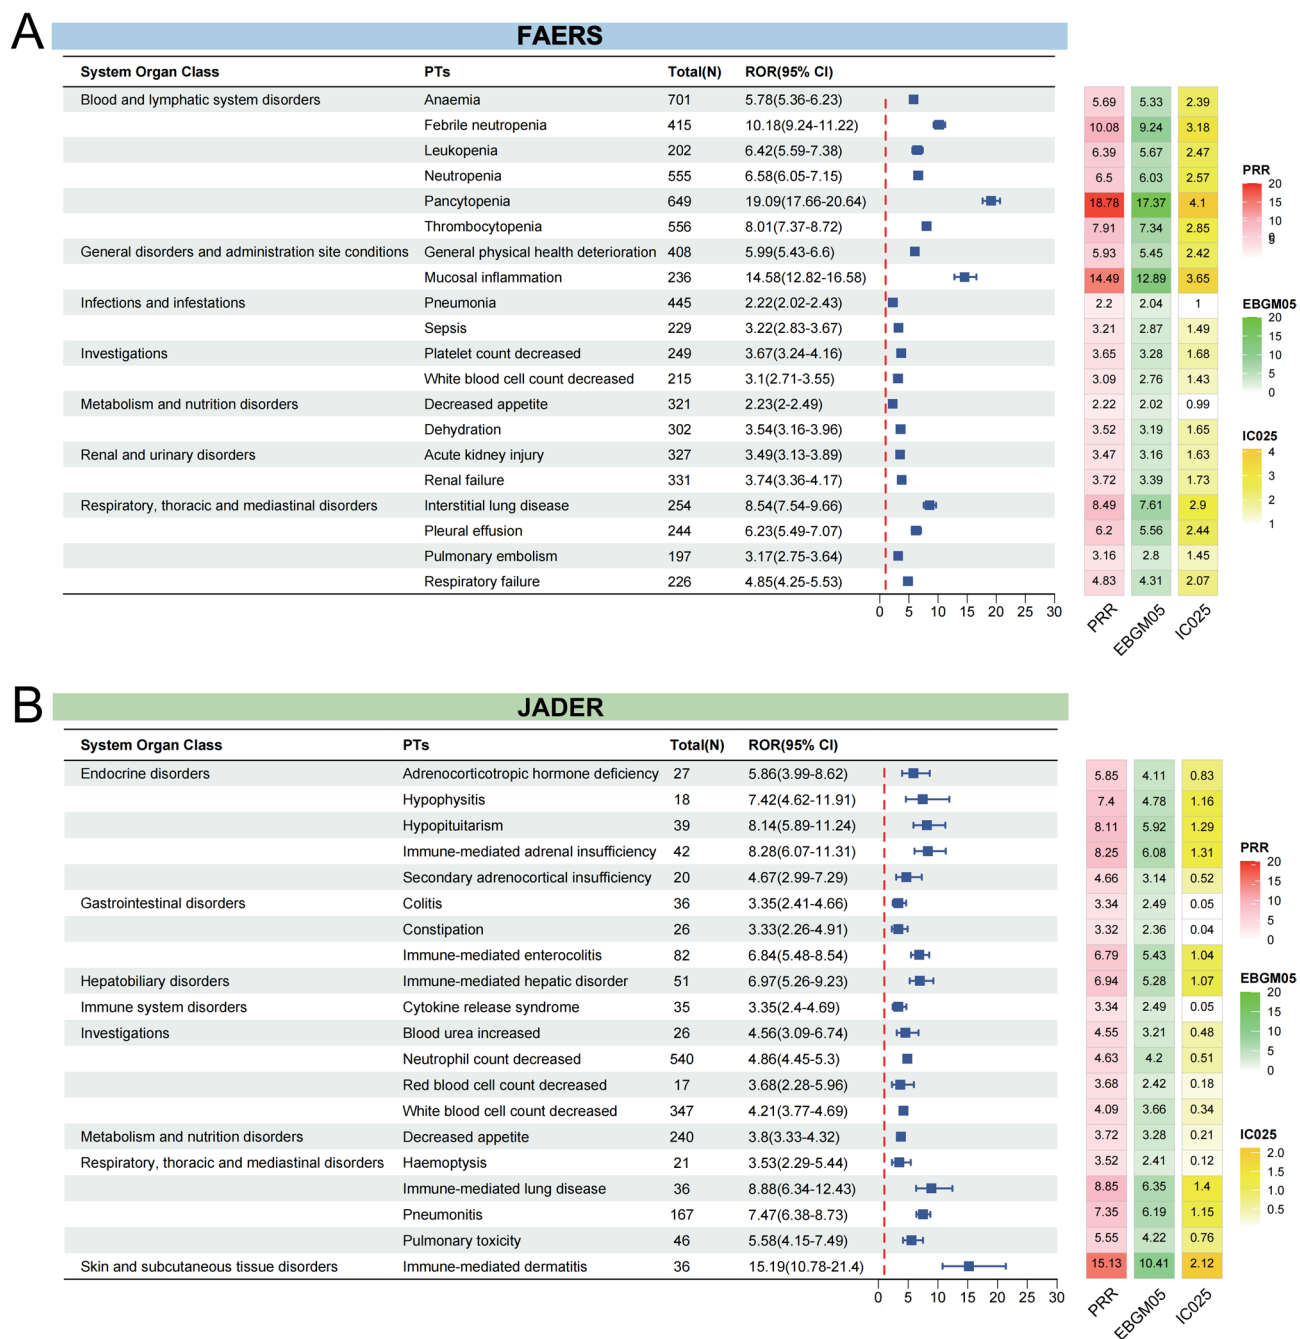 A
FAERS
System Organ Class PTs Total(N) ROR(95% CI)
Blood and lymphatic system disorders Anaemia 701 5.78(5.36-6.23) 5.69 5.33 2.39
Febrile neutropenia 415 10.18(9.24-11.22) 10.08 9.24 3.18
Leukopenia 202 6.42(5.59-7.38) 6.39 5.67 2.47
Neutropenia 555 6.58(6.05-7.15) 6.5 6.03 2.57
Pancytopenia 649 19.09(17.66-20.64) 18.78 17.37 4.1
Thrombocytopenia 556 8.01(7.37-8.72) 7.91 7.34 2.85
General disorders and administration site conditions General physical health deterioration 408 5.99(5.43-6.6) 5.93 5.45 2.42
Mucosal inflammation 236 14.58(12.82-16.58) 14.49 12.89 3.65
Infections and infestations Pneumonia 445 2.22(2.02-2.43) 2.2 2.04 1
Sepsis 229 3.22(2.83-3.67) 3.21 2.87 1.49
Investigations Platelet count decreased 249 3.67(3.24-4.16) 3.65 3.28 1.68
White blood cell count decreased 215 3.1(2.71-3.55) 3.09 2.76 1.43
Metabolism and nutrition disorders Decreased appetite 321 2.23(2-2.49) 2.22 2.02 0.99
Dehydration 302 3.54(3.16-3.96) 3.52 3.19 1.65
Renal and urinary disorders Acute kidney injury 327 3.49(3.13-3.89) 3.47 3.16 1.63
Renal failure 331 3.74(3.36-4.17) 3.72 3.39 1.73
Respiratory, thoracic and mediastinal disorders Interstitial lung disease 254 8.54(7.54-9.66) 8.49 7.61 2.9
Pleural effusion 244 6.23(5.49-7.07) 6.2 5.56 2.44
Pulmonary embolism 197 3.17(2.75-3.64) 3.16 2.8 1.45
Respiratory failure 226 4.85(4.25-5.53) 4.83 4.31 2.07
0 5 10 15 20 25 30
PRR EBGM05 IC025
PRR
20
15
10
5
EBGM05
20
15
10
5
0
IC025
4
3
2
1
B
JADER
System Organ Class PTs Total(N) ROR(95% CI)
Endocrine disorders Adrenocorticotropic hormone deficiency 27 5.86(3.99-8.62) 5.85 4.11 0.83
Hypophysitis 18 7.42(4.62-11.91) 7.4 4.78 1.16
Hypopituitarism 39 8.14(5.89-11.24) 8.11 5.92 1.29
Immune-mediated adrenal insufficiency 42 8.28(6.07-11.31) 8.25 6.08 1.31
Secondary adrenocortical insufficiency 20 4.67(2.99-7.29) 4.66 3.14 0.52
Gastrointestinal disorders Colitis 36 3.35(2.41-4.66) 3.34 2.49 0.05
Constipation 26 3.33(2.26-4.91) 3.32 2.36 0.04
Immune-mediated enterocolitis 82 6.84(5.48-8.54) 6.79 5.43 1.04
Hepatobiliary disorders Immune-mediated hepatic disorder 51 6.97(5.26-9.23) 6.94 5.28 1.07
Immune system disorders Cytokine release syndrome 35 3.35(2.4-4.69) 3.34 2.49 0.05
Investigations Blood urea increased 26 4.56(3.09-6.74) 4.55 3.21 0.48
Neutrophil count decreased 540 4.86(4.45-5.3) 4.63 4.2 0.51
Red blood cell count decreased 17 3.68(2.28-5.96) 3.68 2.42 0.18
White blood cell count decreased 347 4.21(3.77-4.69) 4.09 3.66 0.34
Metabolism and nutrition disorders Decreased appetite 240 3.8(3.33-4.32) 3.72 3.28 0.21
Respiratory, thoracic and mediastinal disorders Haemoptysis 21 3.53(2.29-5.44) 3.52 2.41 0.12
Immune-mediated lung disease 36 8.88(6.34-12.43) 8.85 6.35 1.4
Pneumonitis 167 7.47(6.38-8.73) 7.35 6.19 1.15
Pulmonary toxicity 46 5.58(4.15-7.49) 5.55 4.22 0.76
Skin and subcutaneous tissue disorders Immune-mediated dermatitis 36 15.19(10.78-21.4) 15.13 10.41 2.12
0 5 10 15 20 25 30
PRR EBGM05 IC025
PRR
20
15
10
5
0
EBGM05
20
15
10
5
0
IC025
2.0
1.5
1.0
0.5